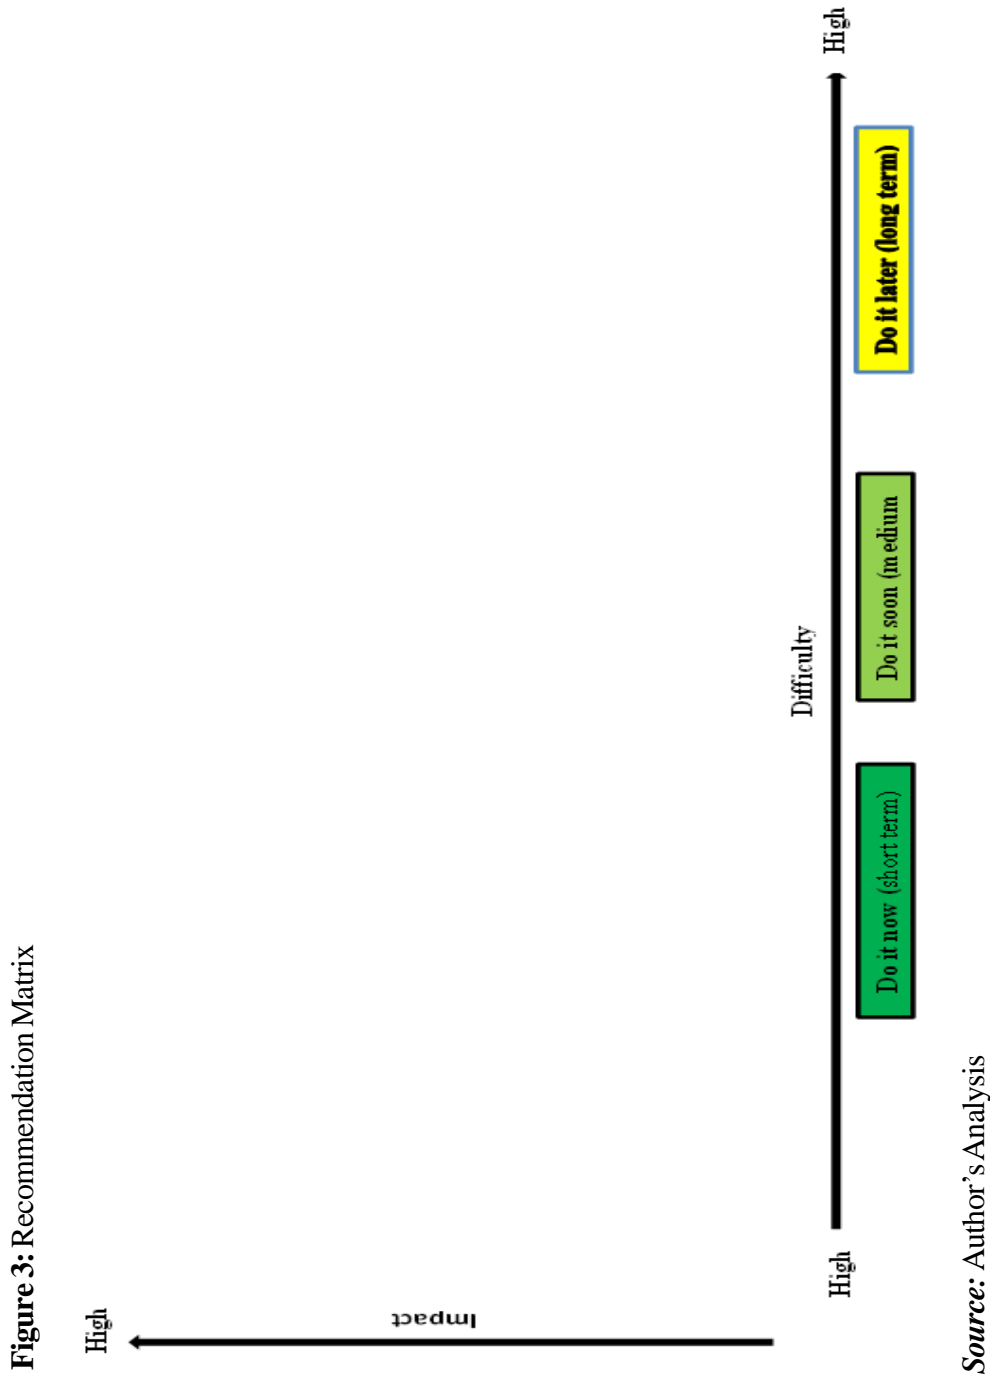 Figure 3: Recommendation Matrix
High
Impact
Difficulty
High
High
Do it now (short term)
Do it soon (medium
Do it later (long term)
Source: Author's Analysis